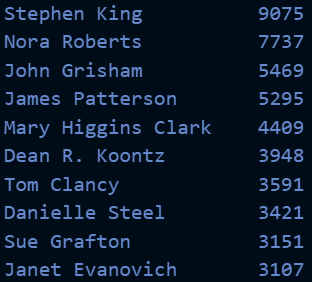 Stephen King 9075
Nora Roberts 7737
John Grisham 5469
James Patterson 5295
Mary Higgins Clark 4409
Dean R. Koontz 3948
Tom Clancy 3591
Danielle Steel 3421
Sue Grafton 3151
Janet Evanovich 3107